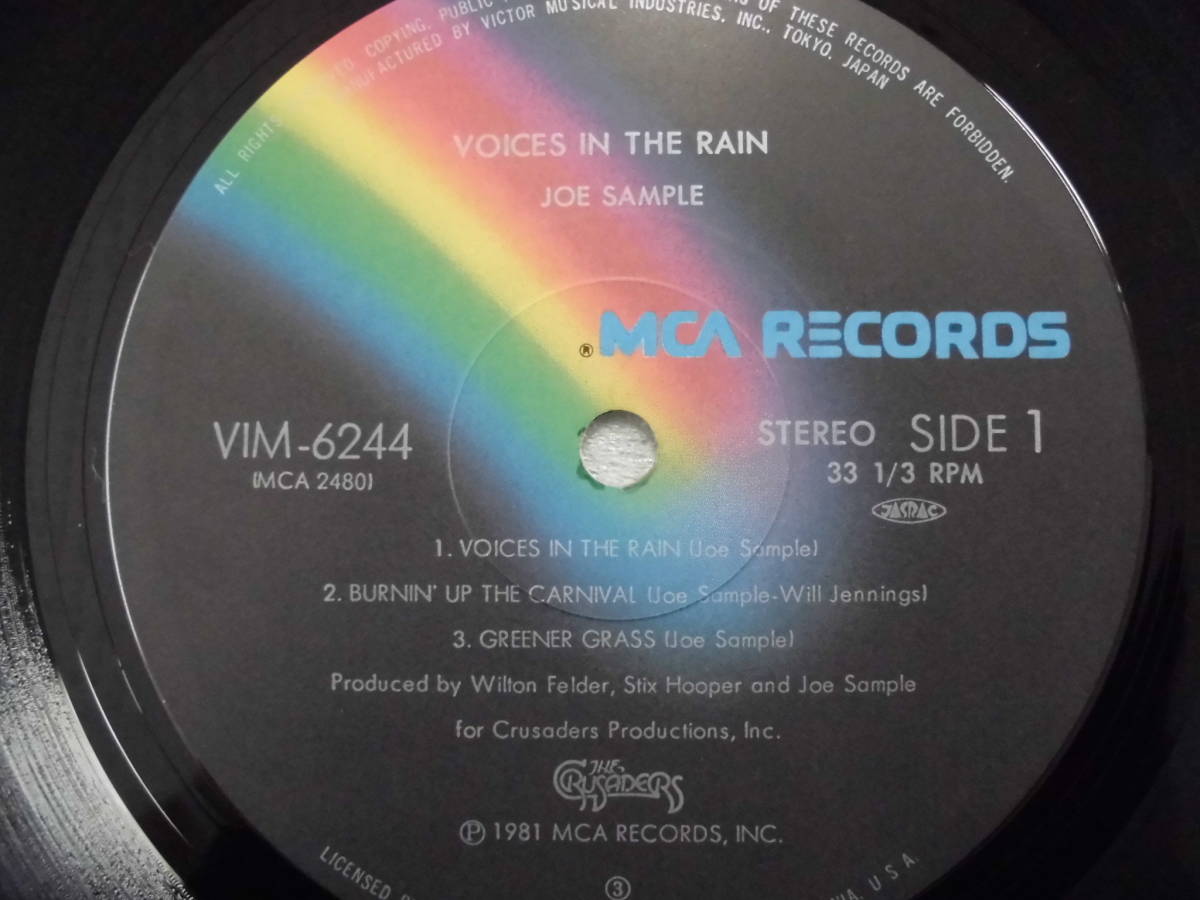 ALL RIGHTS
TO COPYING, PUBLIC
OF THESE RECORDS ARE FORBIDDEN.
MANUFACTURED BY VICTOR MUSICAL INDUSTRIES, INC., TOKYO, JAPAN
VOICES IN THE RAIN
JOE SAMPLE
® MCA RECORDS
VIM-6244
(MCA 2480)
STEREO SIDE 1
33 1/3 RPM
JASRAC
1. VOICES IN THE RAIN (Joe Sample)
2. BURNIN' UP THE CARNIVAL (Joe Sample-Will Jennings)
3. GREENER GRASS (Joe Sample)
Produced by Wilton Felder, Stix Hooper and Joe Sample
for Crusaders Productions, Inc.
THE CRUSADERS
Ⓟ 1981 MCA RECORDS, INC.
LICENSED
U.S.A.
③